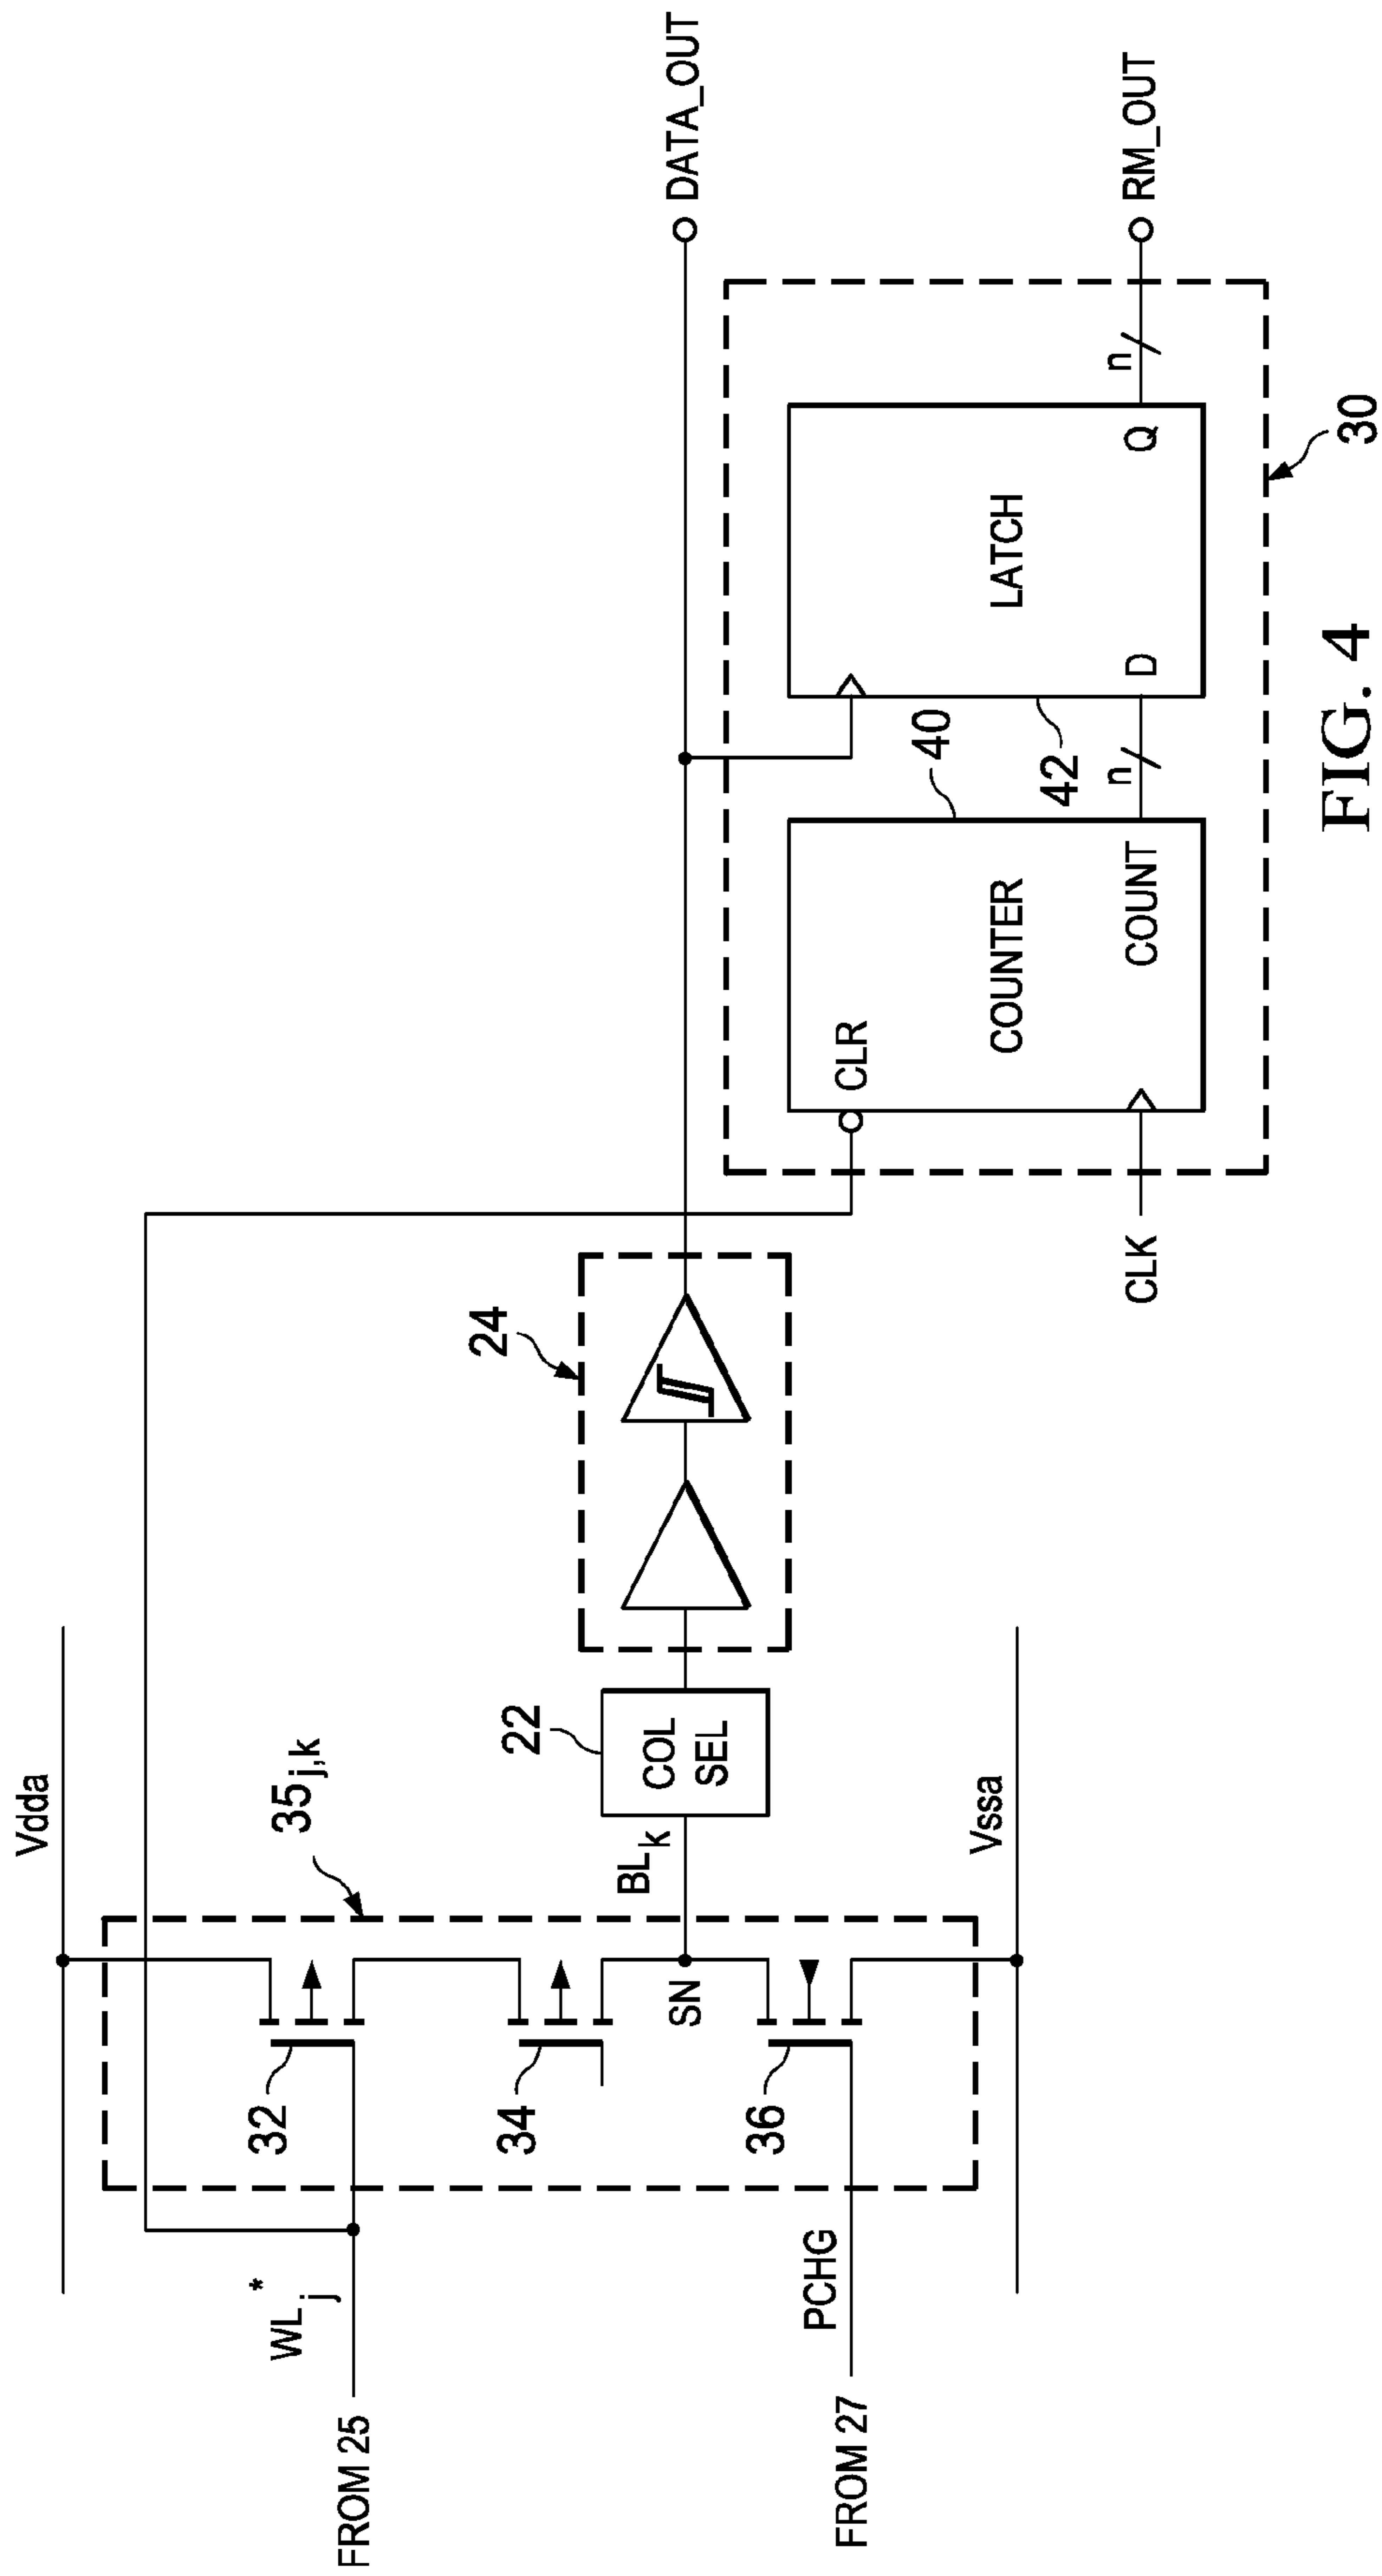 Vdda
35j,k
32
34
36
WLj*
FROM 25
SN
BLk
22
COL
SEL
24
DATA_OUT
PCHG
FROM 27
Vssa
CLR
COUNTER
COUNT
CLK
40
n
42
LATCH
D
Q
n
RM_OUT
30
FIG. 4